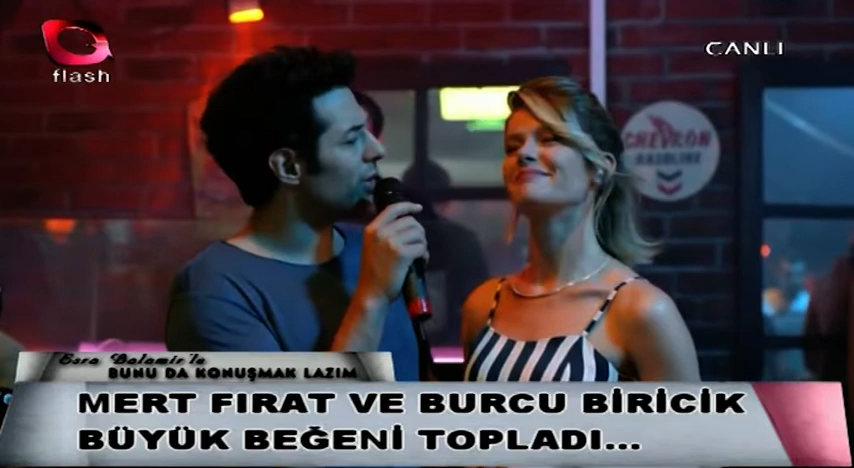 flash
CANLI
CHEVRON
GASOLINE
Esra Balamir'le
BUNU DA KONUŞMAK LAZIM
MERT FIRAT VE BURCU BİRİCİK
BÜYÜK BEĞENİ TOPLADI...